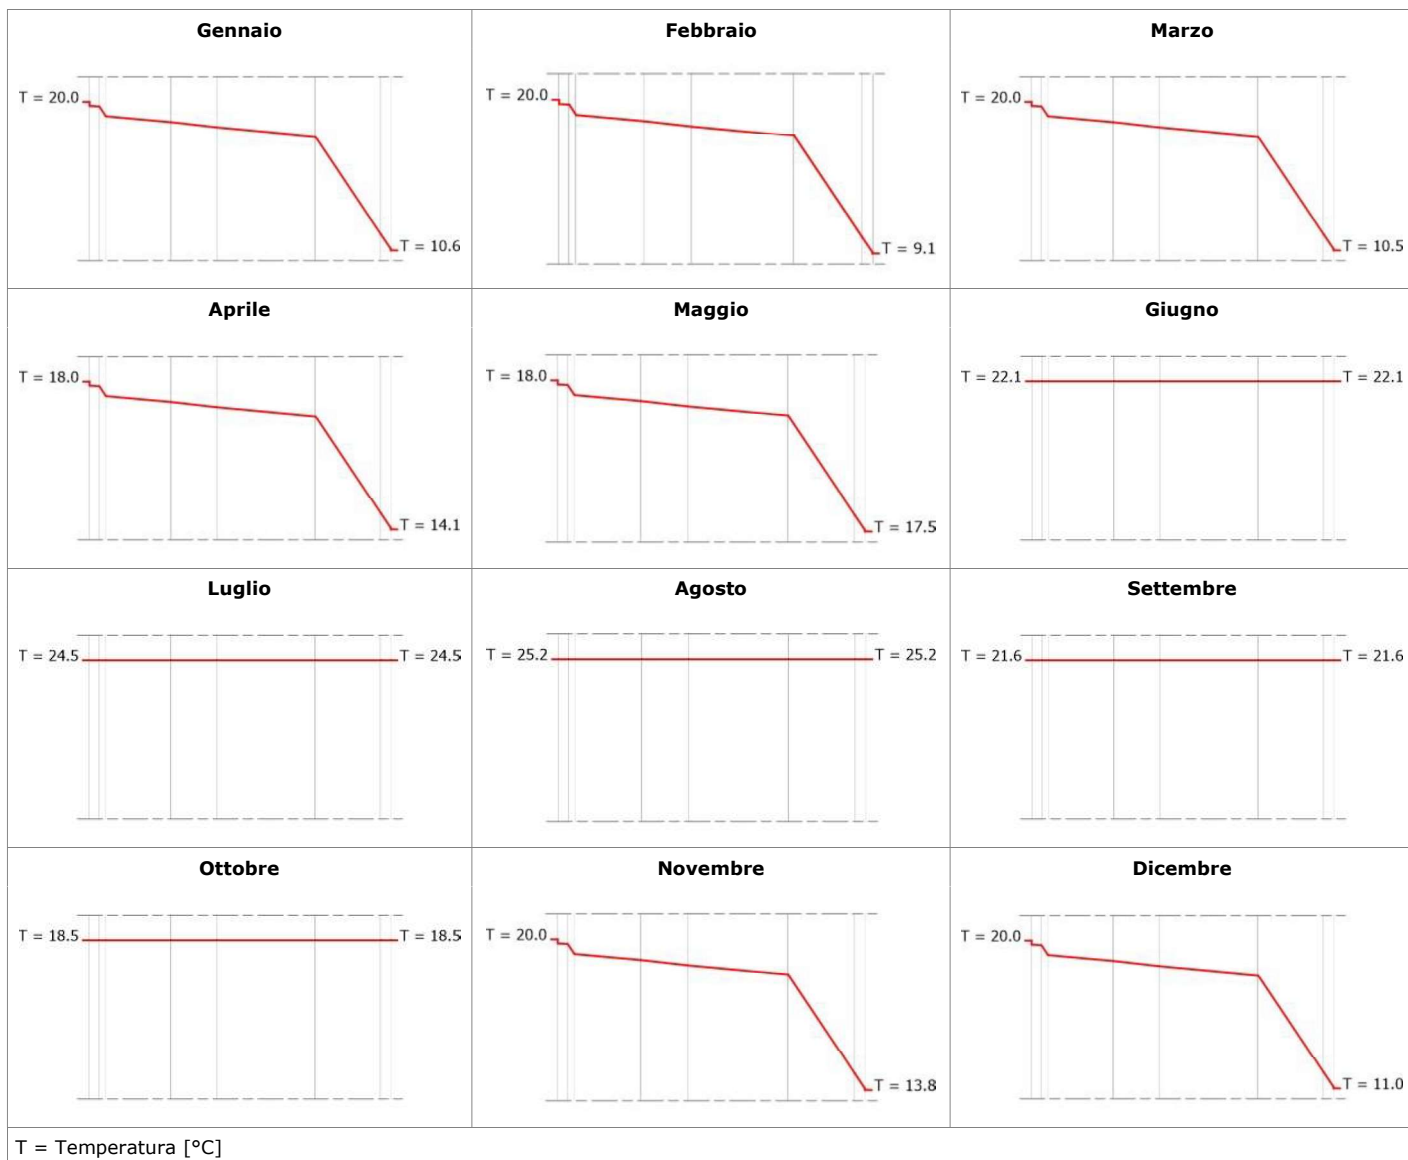 Gennaio Febbraio Marzo
T = 20.0 T = 10.6 T = 20.0 T = 9.1 T = 20.0 T = 10.5
Aprile Maggio Giugno
T = 18.0 T = 14.1 T = 18.0 T = 17.5 T = 22.1 T = 22.1
Luglio Agosto Settembre
T = 24.5 T = 24.5 T = 25.2 T = 25.2 T = 21.6 T = 21.6
Ottobre Novembre Dicembre
T = 18.5 T = 18.5 T = 20.0 T = 13.8 T = 20.0 T = 11.0
T = Temperatura [°C]